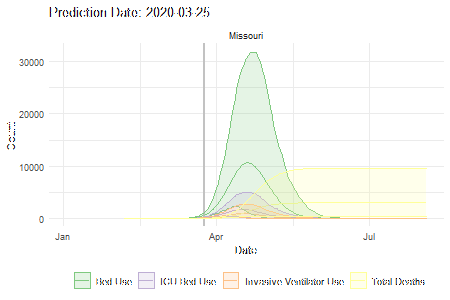 Prediction Date: 2020-03-25
Missouri
30000
20000
10000
0
Count
Jan Apr Jul
Date
Bed Use ICU Bed Use Invasive Ventilator Use Total Deaths